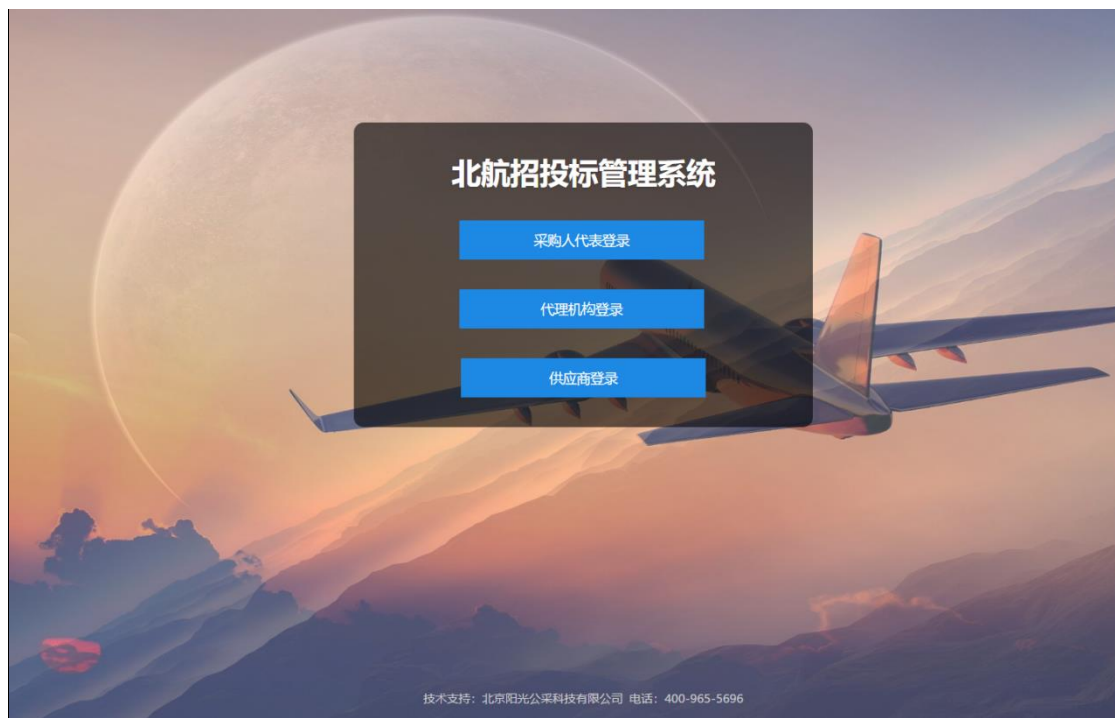 北航招投标管理系统
采购人代表登录
代理机构登录
供应商登录
技术支持：北京阳光公采科技有限公司 电话：400-965-5696